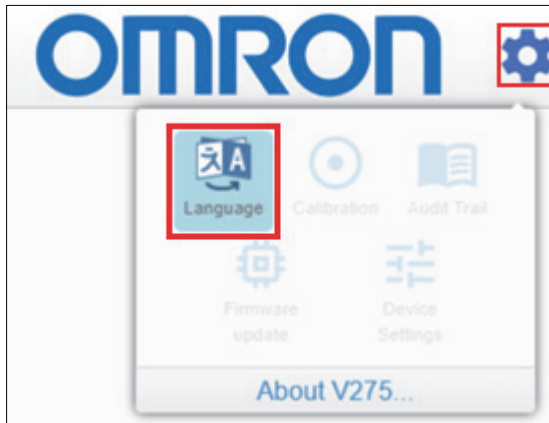 OMRON
Language Calibration Audit Trail
Firmware
update
Device
Settings
About V275...